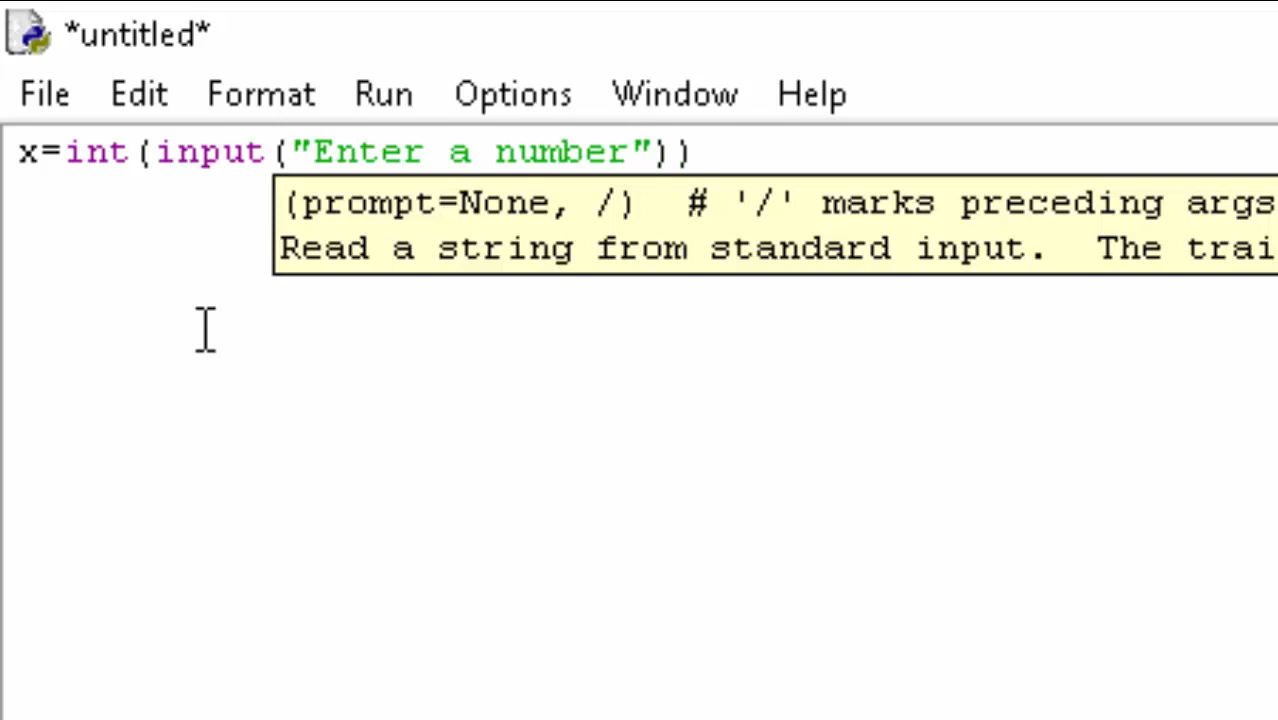 *untitled*
File Edit Format Run Options Window Help
x=int(input("Enter a number"))
(prompt=None, /)  # '/' marks preceding args
Read a string from standard input.  The trai